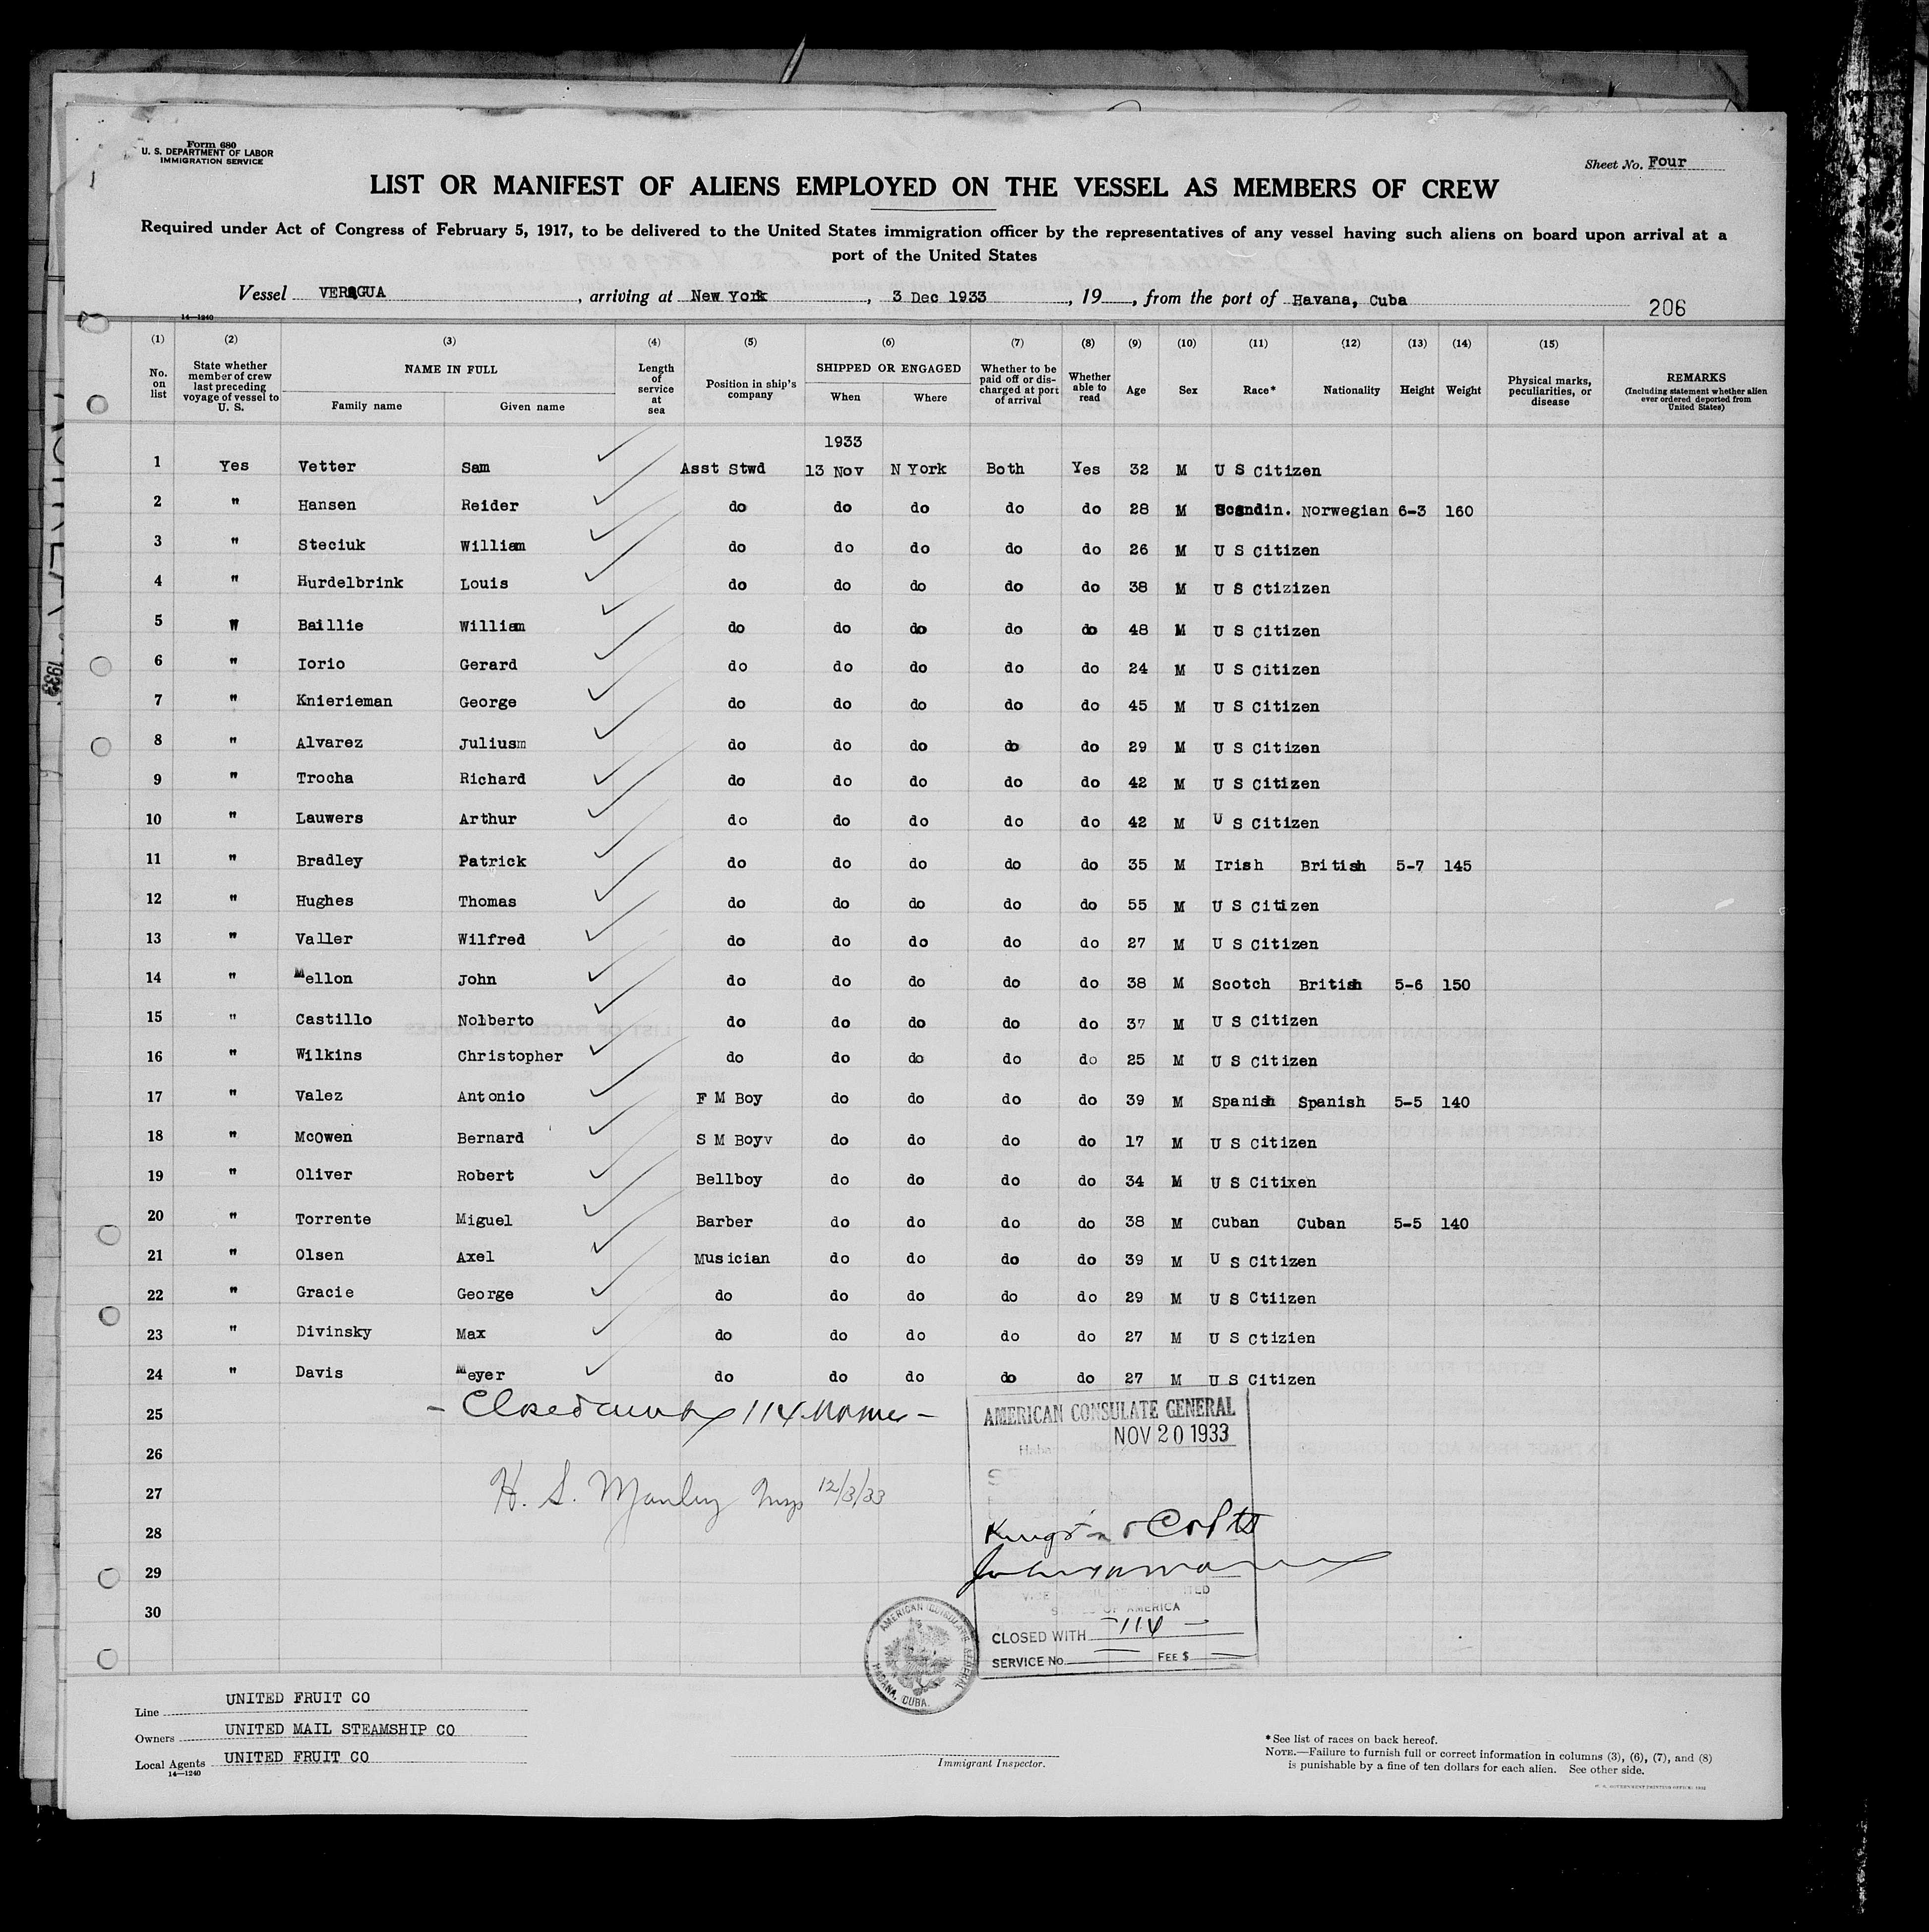 Form 680
U. S. DEPARTMENT OF LABOR
IMMIGRATION SERVICE
Sheet No. Four
LIST OR MANIFEST OF ALIENS EMPLOYED ON THE VESSEL AS MEMBERS OF CREW
Required under Act of Congress of February 5, 1917, to be delivered to the United States immigration officer by the representatives of any vessel having such aliens on board upon arrival at a
port of the United States
Vessel VERAGUA, arriving at New York, 3 Dec 1933, 19, from the port of Havana, Cuba
206
14—1240
(1) (2) (3) (4) (5) (6) (7) (8) (9) (10) (11) (12) (13) (14) (15)
No. on list
State whether member of crew last preceding voyage of vessel to U. S.
NAME IN FULL
Family name Given name
Length of service at sea
Position in ship's company
SHIPPED OR ENGAGED
When Where
Whether to be paid off or discharged at port of arrival
Whether able to read
Age
Sex
Race*
Nationality
Height
Weight
Physical marks, peculiarities, or disease
REMARKS
(Including statement whether alien ever ordered deported from United States)
1933
1 Yes Vetter Sam Asst Stwd 13 Nov N York Both Yes 32 M U S Citizen
2 " Hansen Reider do do do do do 28 M Scandin. Norwegian 6-3 160
3 " Steciuk William do do do do do 26 M U S Citizen
4 " Hurdelbrink Louis do do do do do 38 M U S Ctizizen
5 " Baillie William do do do do do 48 M U S Citizen
6 " Iorio Gerard do do do do do 24 M U S Citizen
7 " Knierieman George do do do do do 45 M U S Citizen
8 " Alvarez Juliusm do do do do do 29 M U S Citizen
9 " Trocha Richard do do do do do 42 M U S Citizen
10 " Lauwers Arthur do do do do do 42 M U S Citizen
11 " Bradley Patrick do do do do do 35 M Irish British 5-7 145
12 " Hughes Thomas do do do do do 55 M U S Citizen
13 " Valler Wilfred do do do do do 27 M U S Citizen
14 " Mellon John do do do do do 38 M Scotch British 5-6 150
15 " Castillo Nolberto do do do do do 37 M U S Citizen
16 " Wilkins Christopher do do do do do 25 M U S Citizen
17 " Valez Antonio F M Boy do do do do 39 M Spanish Spanish 5-5 140
18 " McOwen Bernard S M Boyv do do do do 17 M U S Citizen
19 " Oliver Robert Bellboy do do do do 34 M U S Citixen
20 " Torrente Miguel Barber do do do do 38 M Cuban Cuban 5-5 140
21 " Olsen Axel Musician do do do do 39 M U S Citizen
22 " Gracie George do do do do do 29 M U S Ctiizen
23 " Divinsky Max do do do do do 27 M U S Ctizien
24 " Davis Meyer do do do do do 27 M U S Citizen
25
26
27
28
29
30
- Closed 114 names -
H. S. Manley Insp 12/3/33
AMERICAN CONSULATE GENERAL
NOV 20 1933
OF AMERICA
CLOSED WITH -114-
SERVICE No. FEE $
AMERICAN CONSULATE GENERAL
HABANA, CUBA.
Line UNITED FRUIT CO
Owners UNITED MAIL STEAMSHIP CO
Local Agents UNITED FRUIT CO
14—1240
Immigrant Inspector.
*See list of races on back hereof.
NOTE.—Failure to furnish full or correct information in columns (3), (6), (7), and (8)
is punishable by a fine of ten dollars for each alien. See other side.